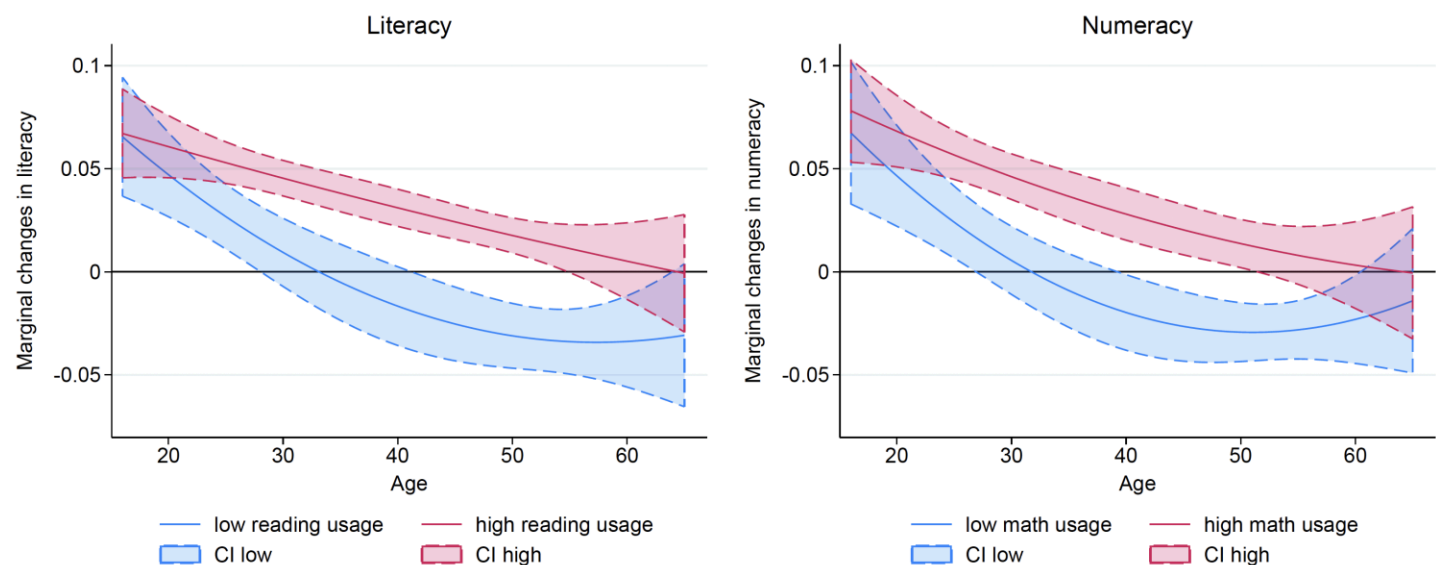 Literacy
Marginal changes in literacy
0.1
0.05
0
-0.05
20 30 40 50 60
Age
low reading usage high reading usage
CI low CI high
Numeracy
Marginal changes in numeracy
0.1
0.05
0
-0.05
20 30 40 50 60
Age
low math usage high math usage
CI low CI high